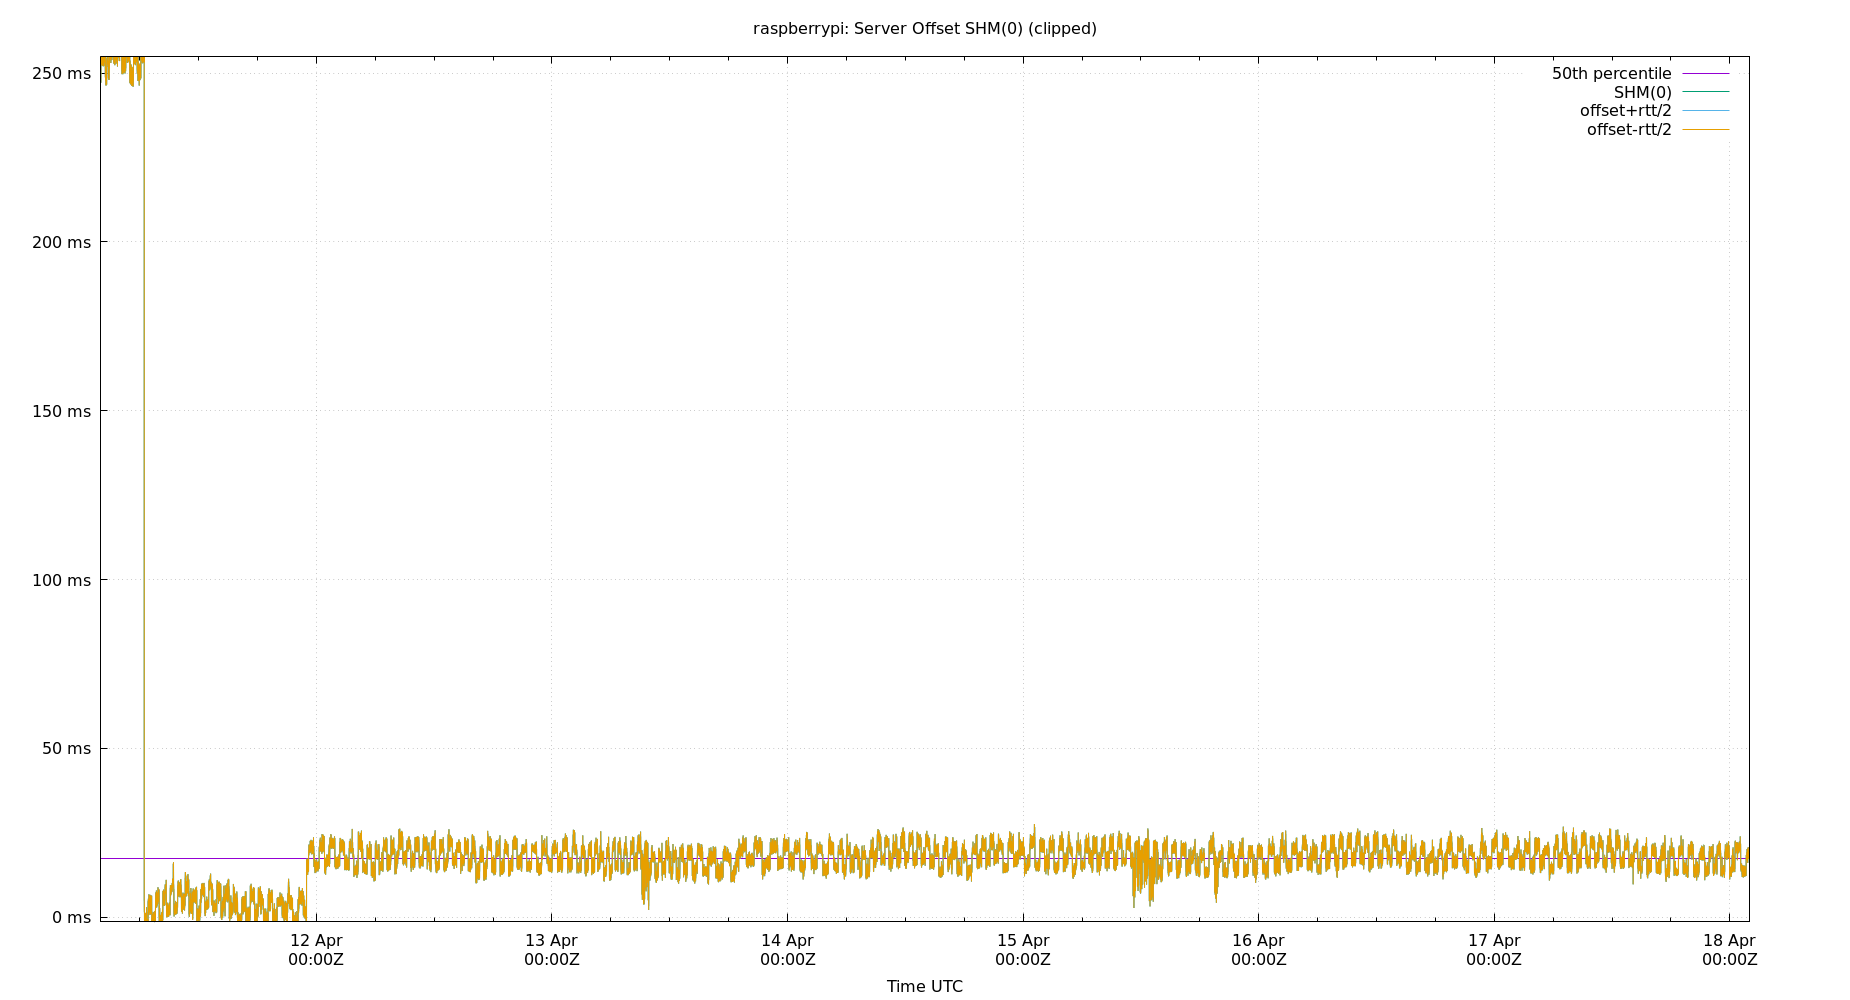 raspberrypi: Server Offset SHM(0) (clipped)
50th percentile
SHM(0)
offset+rtt/2
offset-rtt/2
250 ms
200 ms
150 ms
100 ms
50 ms
0 ms
12 Apr 13 Apr 14 Apr 15 Apr 16 Apr 17 Apr 18 Apr
00:00Z 00:00Z 00:00Z 00:00Z 00:00Z 00:00Z 00:00Z
Time UTC